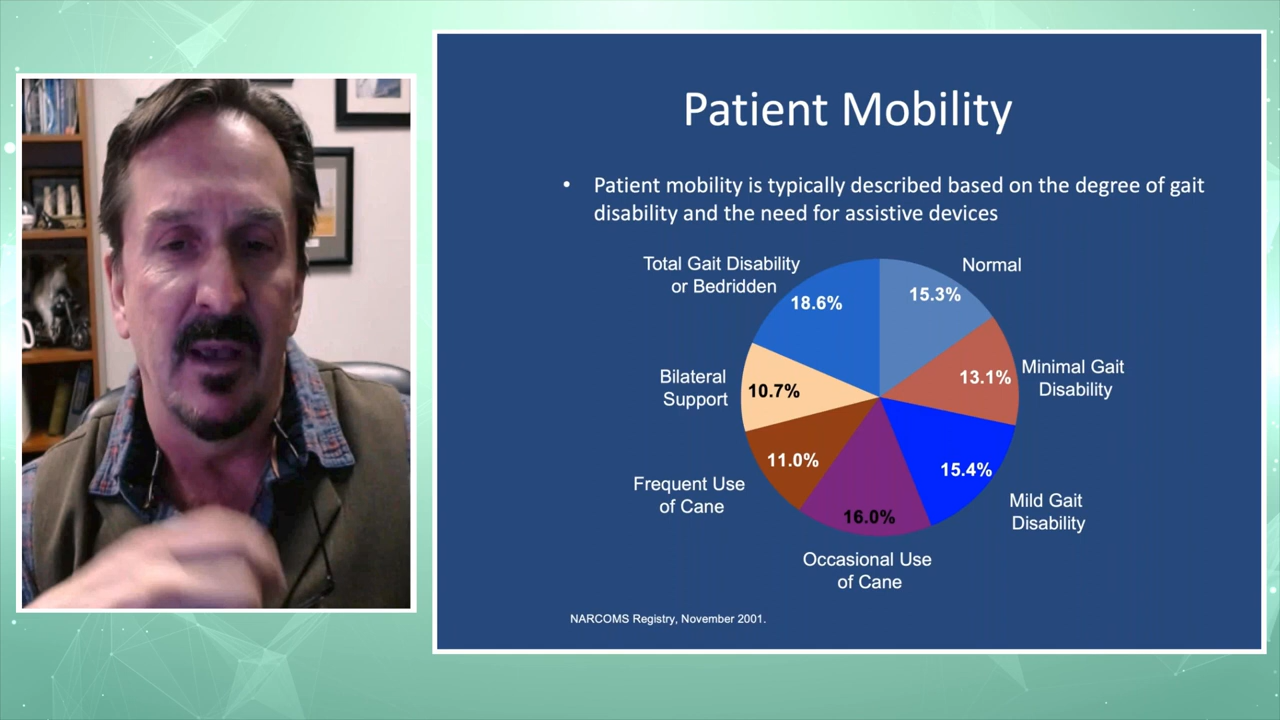 Patient Mobility
• Patient mobility is typically described based on the degree of gait
disability and the need for assistive devices
Total Gait Disability
or Bedridden
18.6%
Normal
15.3%
Minimal Gait
Disability
13.1%
Bilateral
Support
10.7%
Mild Gait
Disability
15.4%
Frequent Use
of Cane
11.0%
16.0%
Occasional Use
of Cane
NARCOMS Registry, November 2001.